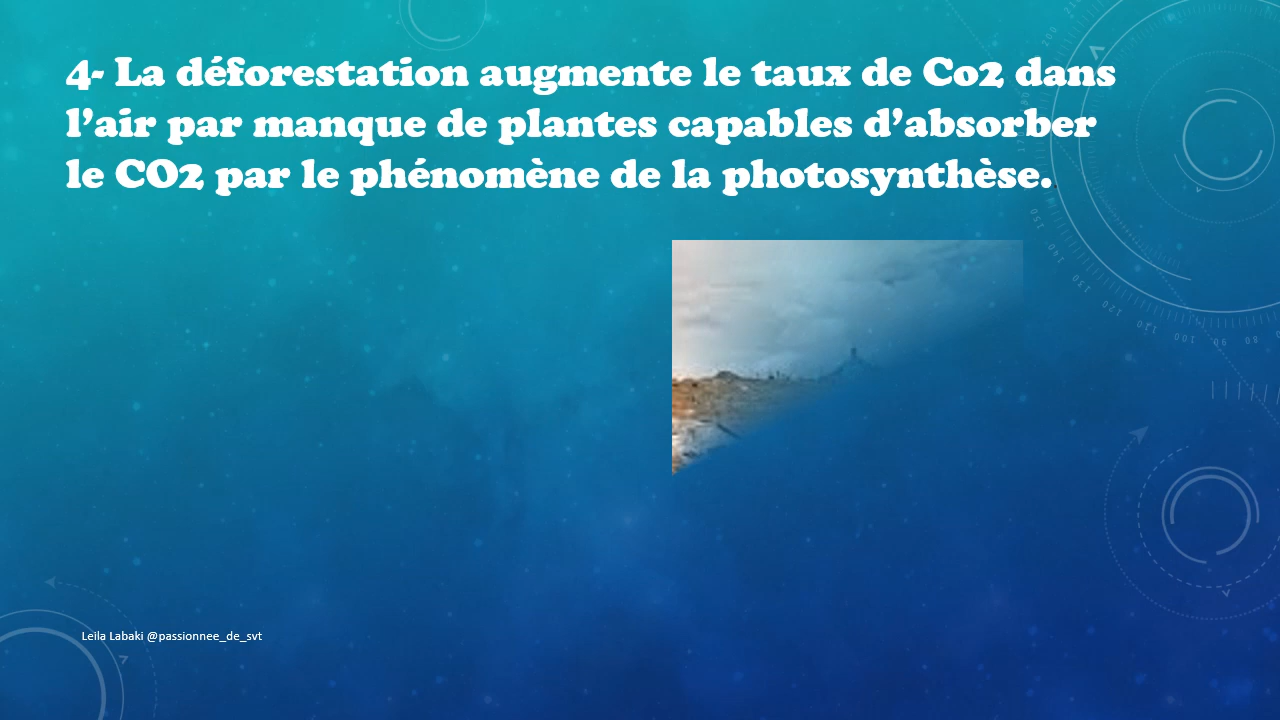 4- La déforestation augmente le taux de Co2 dans
l’air par manque de plantes capables d’absorber
le CO2 par le phénomène de la photosynthèse..
Leila Labaki @passionnee_de_svt